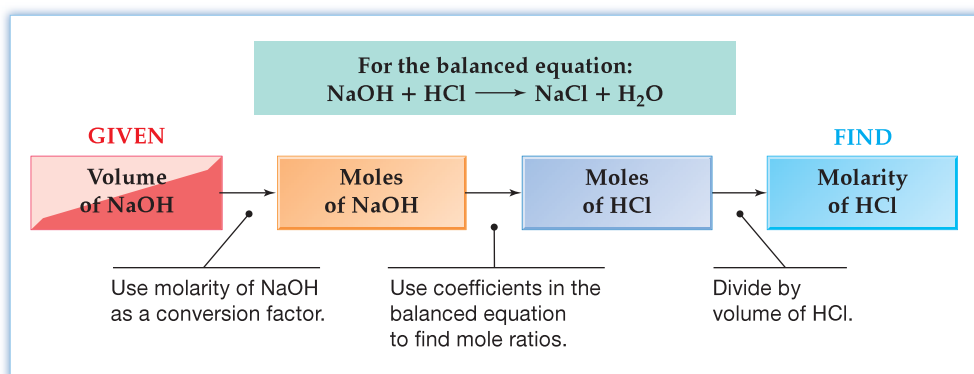 For the balanced equation:
NaOH + HCl ⟶ NaCl + H₂O
GIVEN
FIND
Volume
of NaOH
Moles
of NaOH
Moles
of HCl
Molarity
of HCl
Use molarity of NaOH
as a conversion factor.
Use coefficients in the
balanced equation
to find mole ratios.
Divide by
volume of HCl.